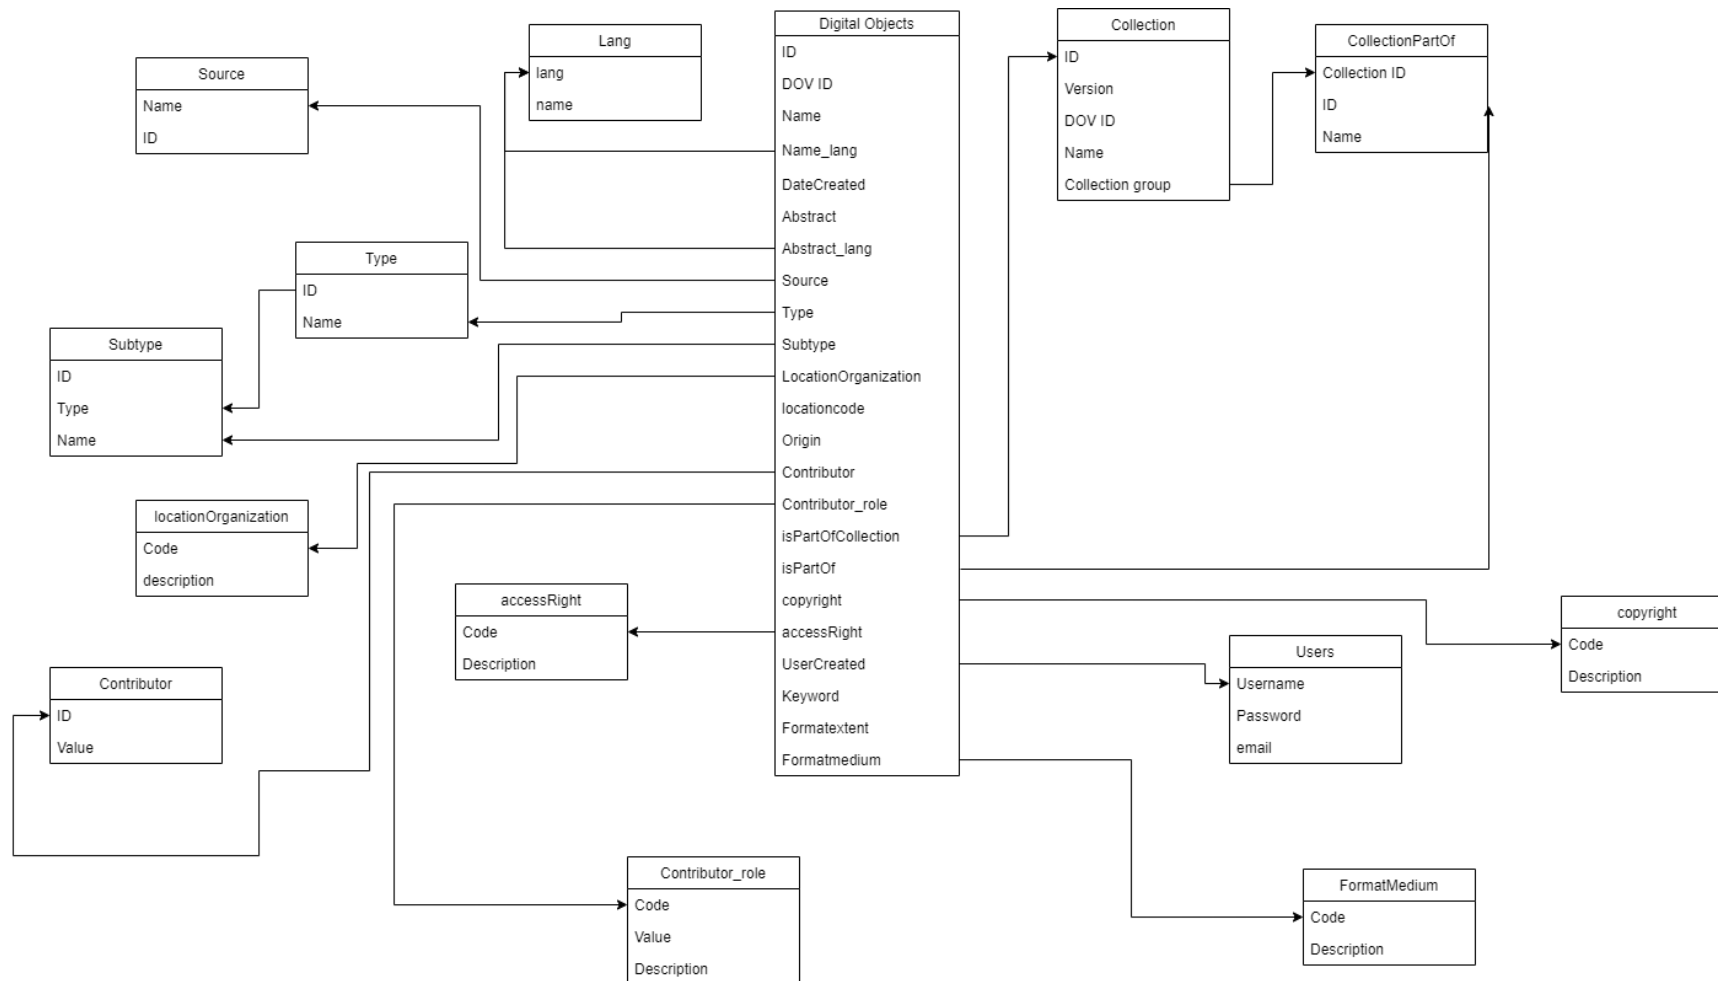 Source
Name
ID
Lang
lang
name
Digital Objects
ID
DOV ID
Name
Name_lang
DateCreated
Abstract
Abstract_lang
Source
Type
Subtype
LocationOrganization
locationcode
Origin
Contributor
Contributor_role
isPartOfCollection
isPartOf
copyright
accessRight
UserCreated
Keyword
Formatextent
Formatmedium
Collection
ID
Version
DOV ID
Name
Collection group
CollectionPartOf
Collection ID
ID
Name
Type
ID
Name
Subtype
ID
Type
Name
locationOrganization
Code
description
accessRight
Code
Description
Contributor
ID
Value
Contributor_role
Code
Value
Description
Users
Username
Password
email
copyright
Code
Description
FormatMedium
Code
Description